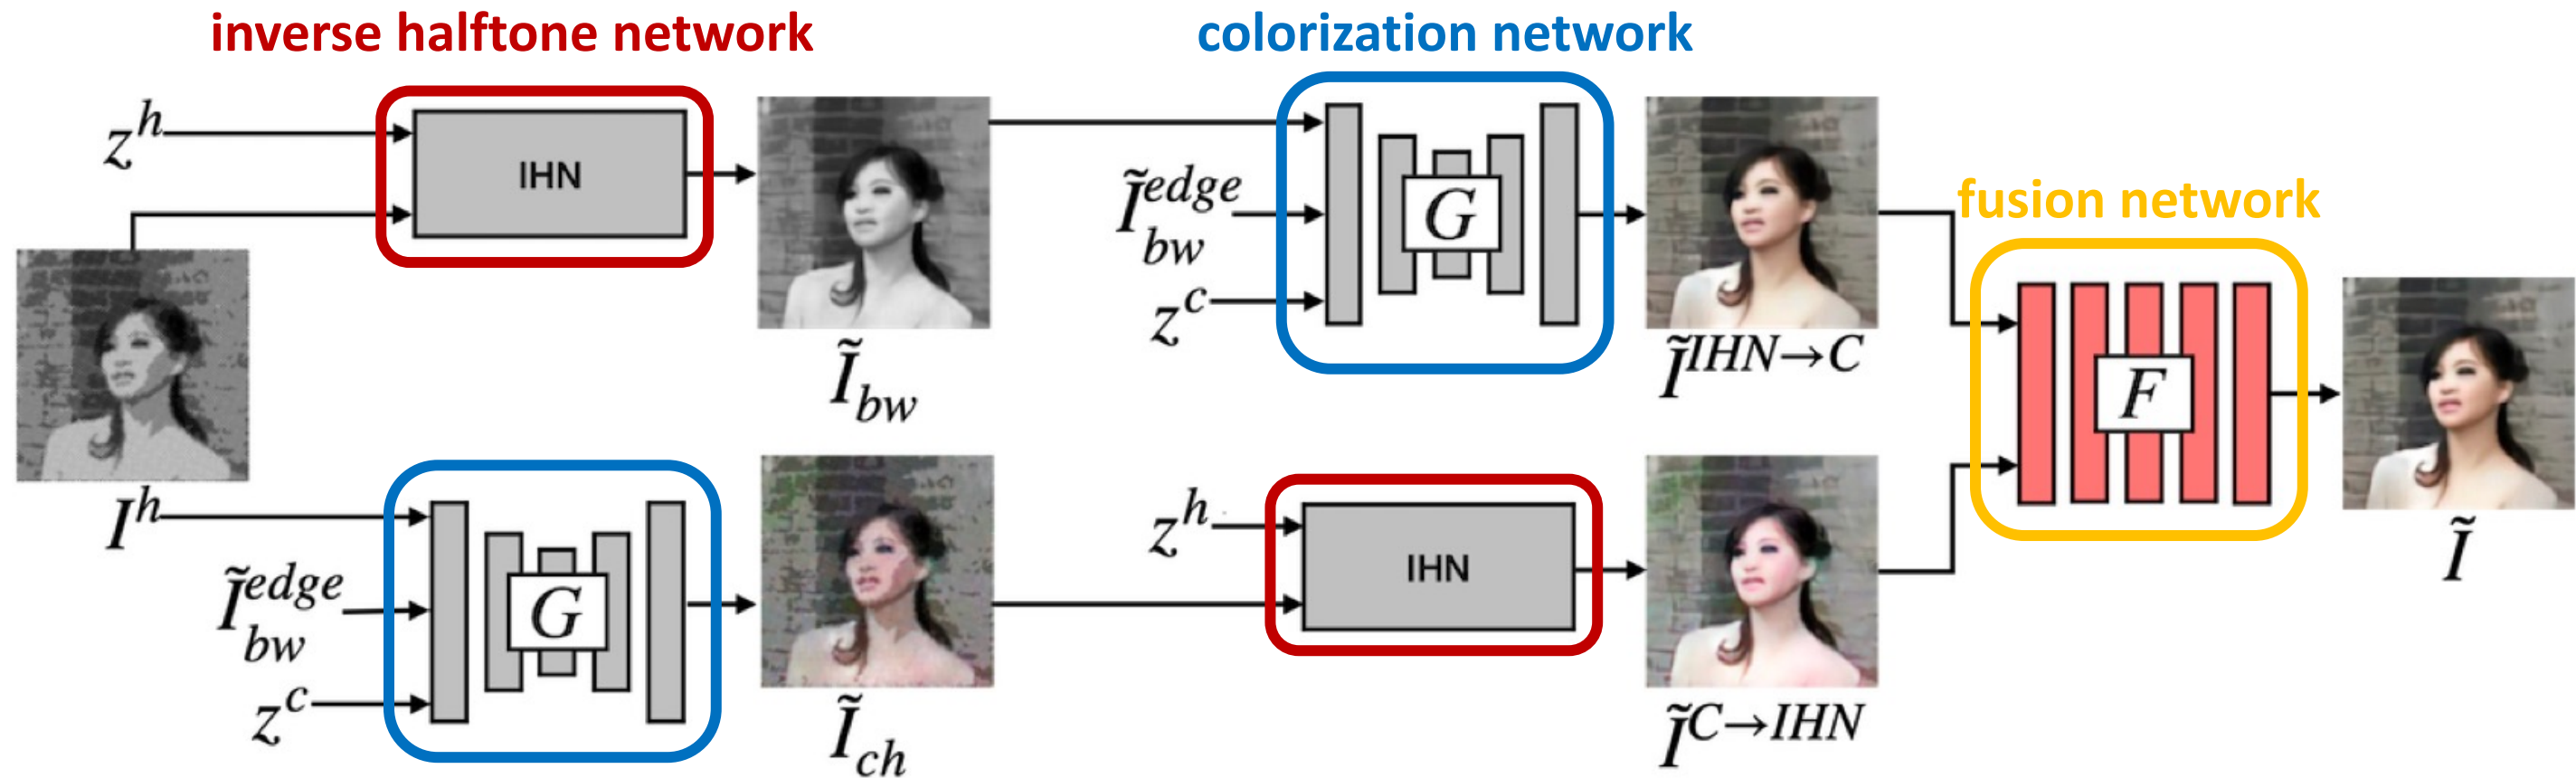 inverse halftone network
colorization network
fusion network
z^h
IHN
I^h
Ĩ_bw
Ĩ^edge_bw
z^c
G
Ĩ^IHN→C
F
Ĩ
Ĩ^edge_bw
z^c
G
Ĩ_ch
z^h
IHN
Ĩ^C→IHN